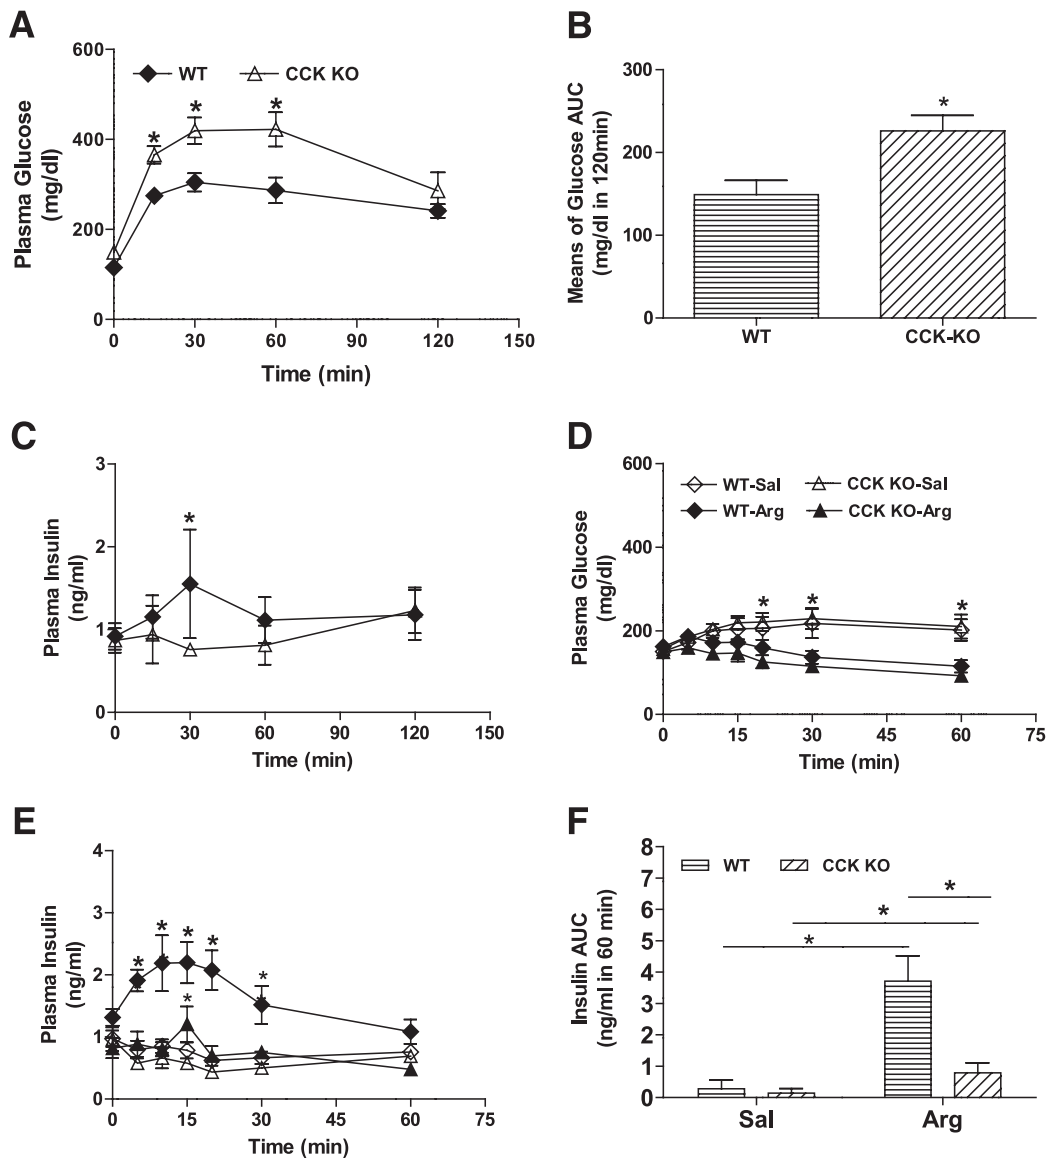 A
600
400
200
0
Plasma Glucose
(mg/dl)
WT
CCK KO
*
*
*
0 30 60 90 120 150
Time (min)
B
300
200
100
0
Means of Glucose AUC
(mg/dl in 120min)
*
WT CCK-KO
C
3
2
1
0
Plasma Insulin
(ng/ml)
*
0 30 60 90 120 150
Time (min)
D
600
400
200
0
Plasma Glucose
(mg/dl)
WT-Sal CCK KO-Sal
WT-Arg CCK KO-Arg
* * *
0 15 30 45 60 75
Time (min)
E
4
3
2
1
0
Plasma Insulin
(ng/ml)
* * * * *
*
*
0 15 30 45 60 75
Time (min)
F
8
7
6
5
4
3
2
1
0
Insulin AUC
(ng/ml in 60 min)
WT CCK KO
*
*
*
Sal Arg